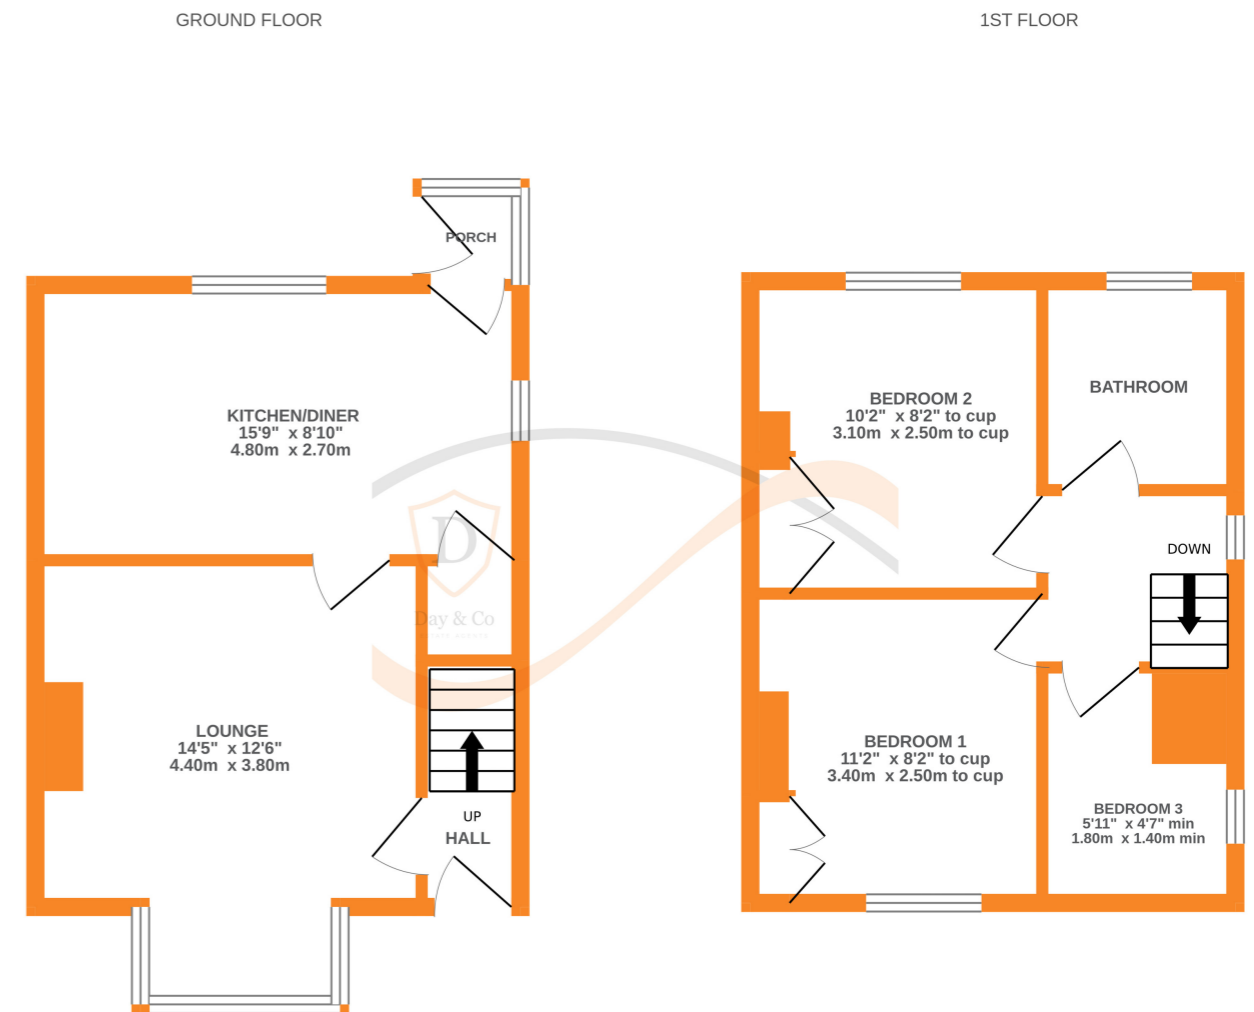 GROUND FLOOR
1ST FLOOR
PORCH
KITCHEN/DINER
15'9" x 8'10"
4.80m x 2.70m
D
Day & Co
LOUNGE
14'5" x 12'6"
4.40m x 3.80m
UP
HALL
BEDROOM 2
10'2" x 8'2" to cup
3.10m x 2.50m to cup
BATHROOM
DOWN
BEDROOM 1
11'2" x 8'2" to cup
3.40m x 2.50m to cup
BEDROOM 3
5'11" x 4'7" min
1.80m x 1.40m min